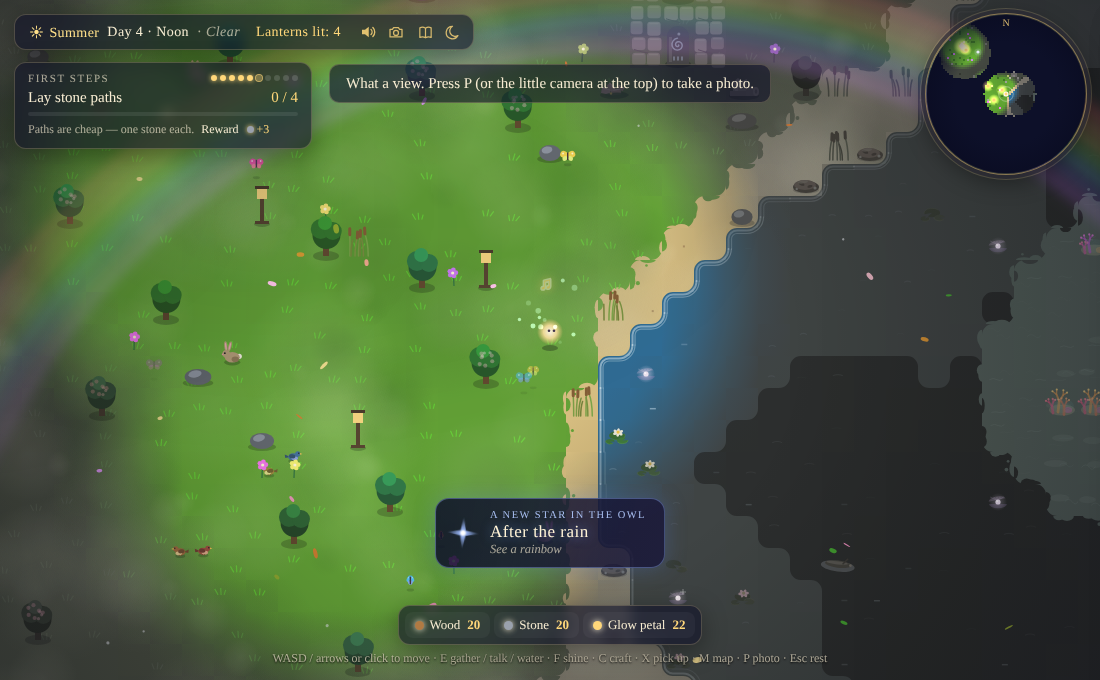 Summer Day 4 · Noon · Clear Lanterns lit: 4
N
FIRST STEPS
Lay stone paths 0 / 4
Paths are cheap — one stone each. Reward +3
What a view. Press P (or the little camera at the top) to take a photo.
A NEW STAR IN THE OWL
After the rain
See a rainbow
Wood 20 Stone 20 Glow petal 22
WASD / arrows or click to move · E gather / talk / water · F shine · C craft · X pick up · M map · P photo · Esc rest